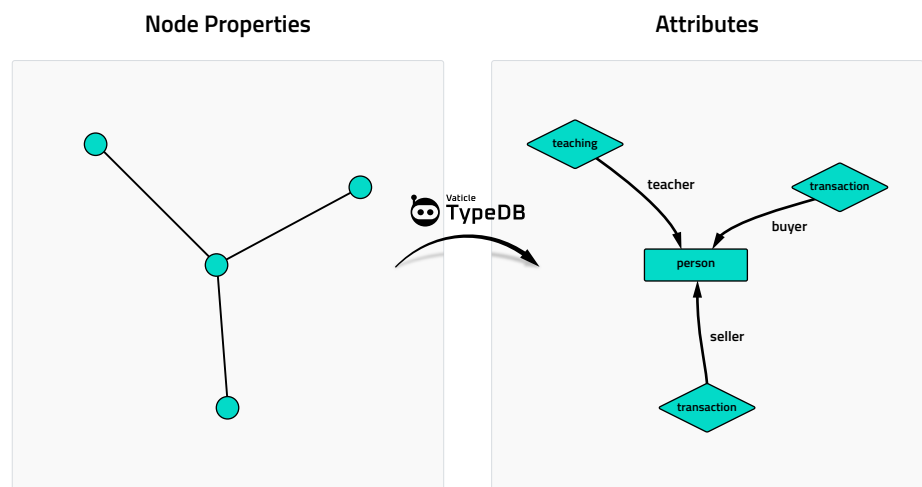 Node Properties
Attributes
teaching
teacher
transaction
buyer
Vaticle
TypeDB
person
seller
transaction